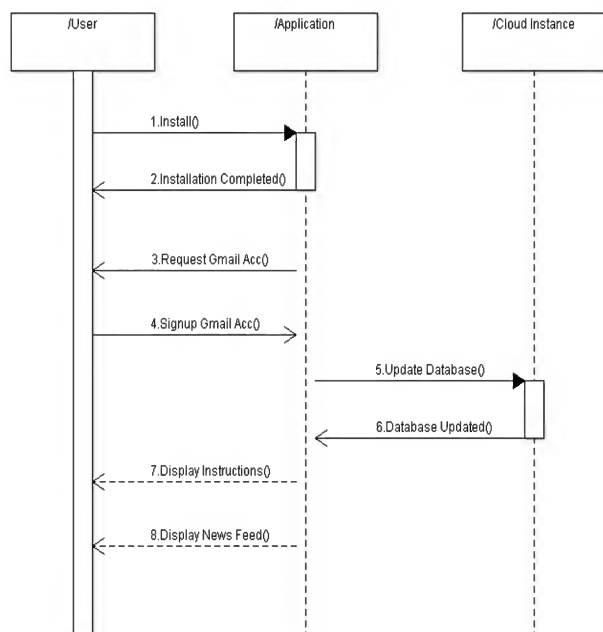 /User
/Application
/Cloud Instance
1.Install()
2.Installation Completed()
3.Request Gmail Acc()
4.Signup Gmail Acc()
5.Update Database()
6.Database Updated()
7.Display Instructions()
8.Display News Feed()